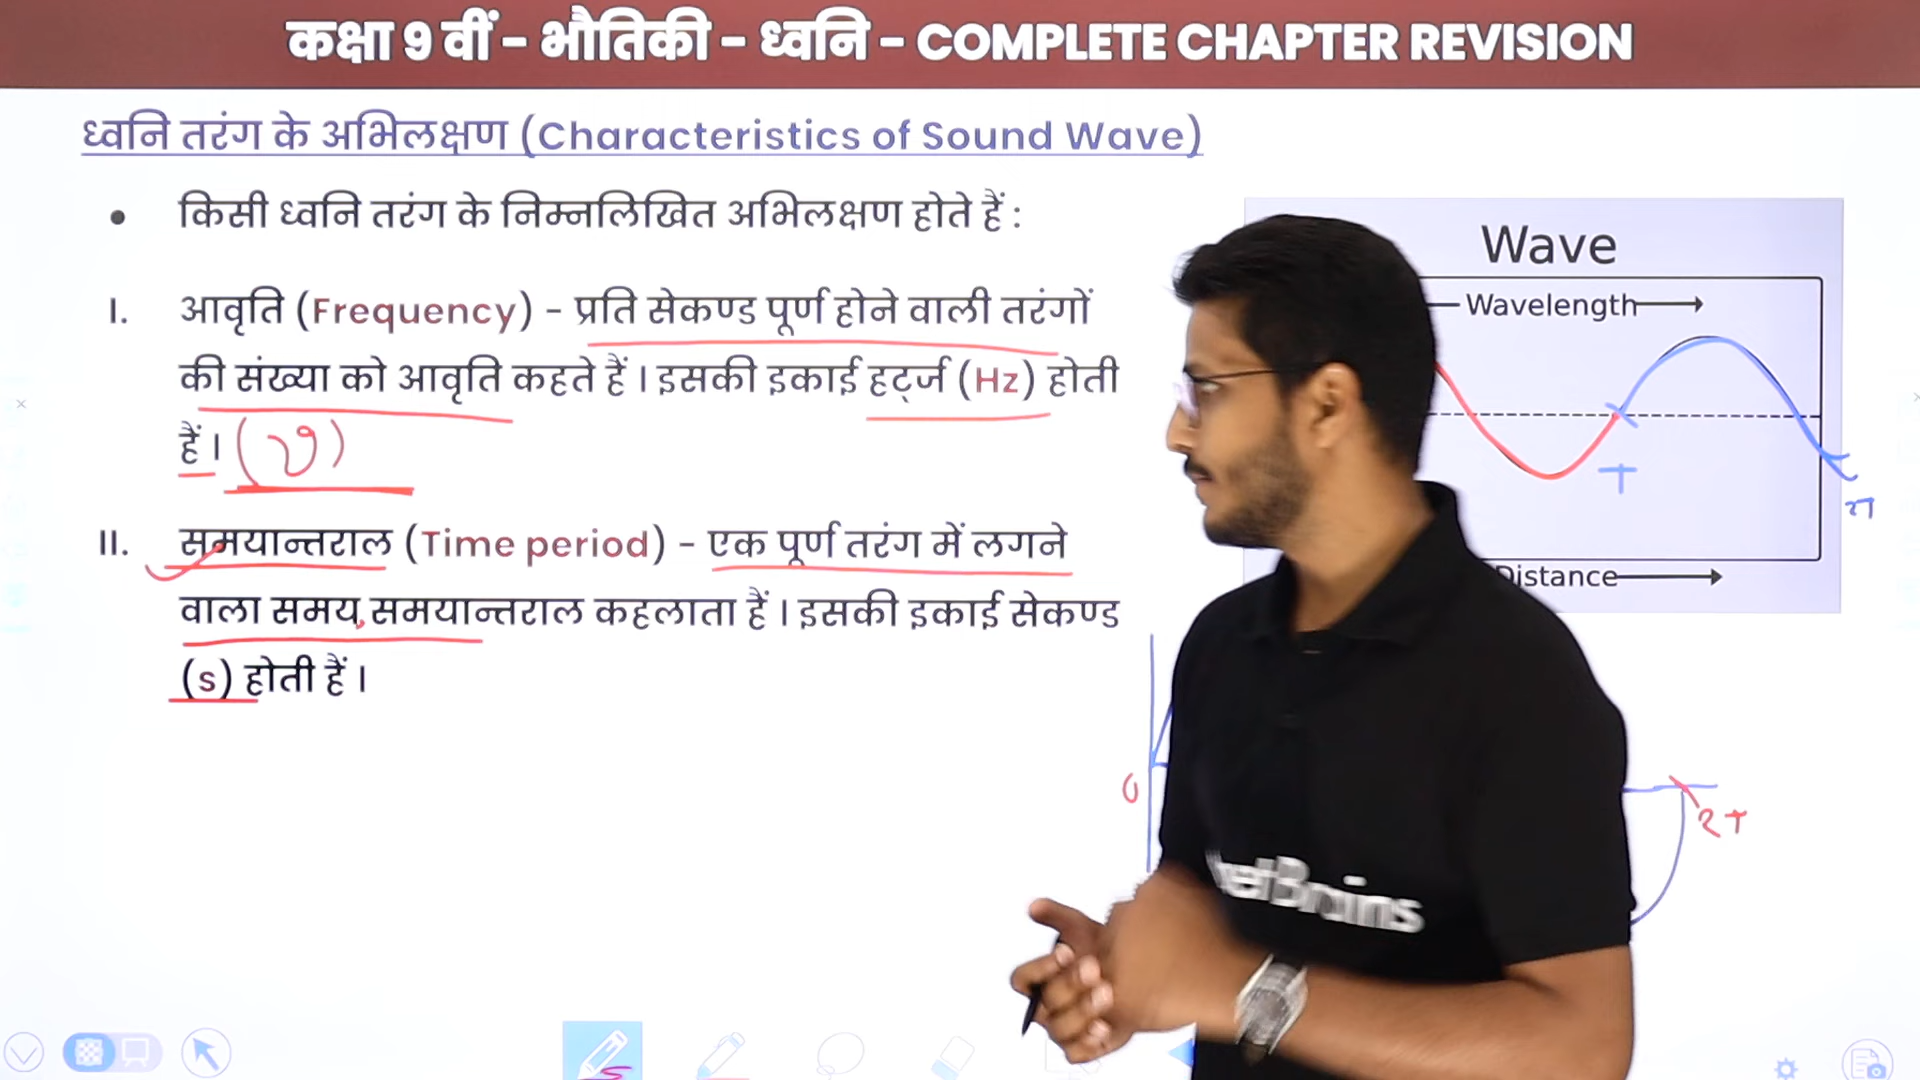 कक्षा 9 वीं - भौतिकी - ध्वनि - COMPLETE CHAPTER REVISION
ध्वनि तरंग के अभिलक्षण (Characteristics of Sound Wave)
• किसी ध्वनि तरंग के निम्नलिखित अभिलक्षण होते हैं :
I. आवृति (Frequency) - प्रति सेकण्ड पूर्ण होने वाली तरंगों
की संख्या को आवृति कहते हैं । इसकी इकाई हर्ट्ज (Hz) होती
हैं । (υ)
II. समयान्तराल (Time period) - एक पूर्ण तरंग में लगने
वाला समय, समयान्तराल कहलाता हैं । इसकी इकाई सेकण्ड
(s) होती हैं ।
Wave
Wavelength
T
Distance
0
2T